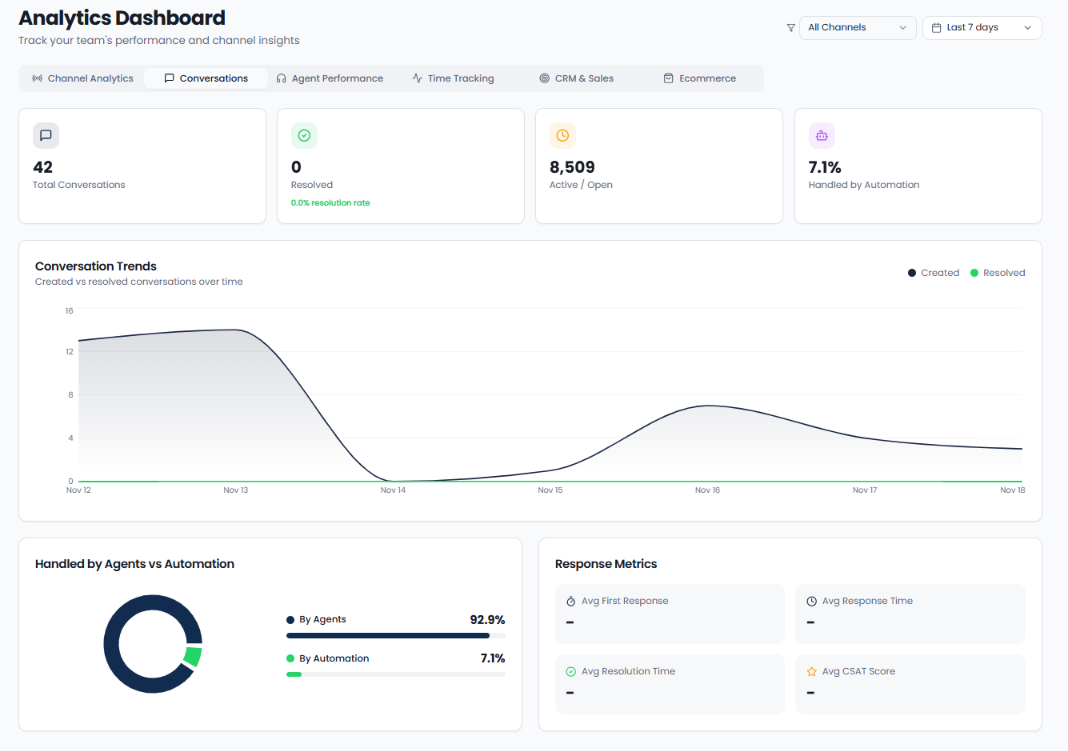 Analytics Dashboard
Track your team's performance and channel insights
All Channels
Last 7 days
Channel Analytics
Conversations
Agent Performance
Time Tracking
CRM & Sales
Ecommerce
42
Total Conversations
0
Resolved
0.0% resolution rate
8,509
Active / Open
7.1%
Handled by Automation
Conversation Trends
Created vs resolved conversations over time
Created
Resolved
16
12
8
4
0
Nov 12
Nov 13
Nov 14
Nov 15
Nov 16
Nov 17
Nov 18
Handled by Agents vs Automation
By Agents
92.9%
By Automation
7.1%
Response Metrics
Avg First Response
–
Avg Response Time
–
Avg Resolution Time
–
Avg CSAT Score
–